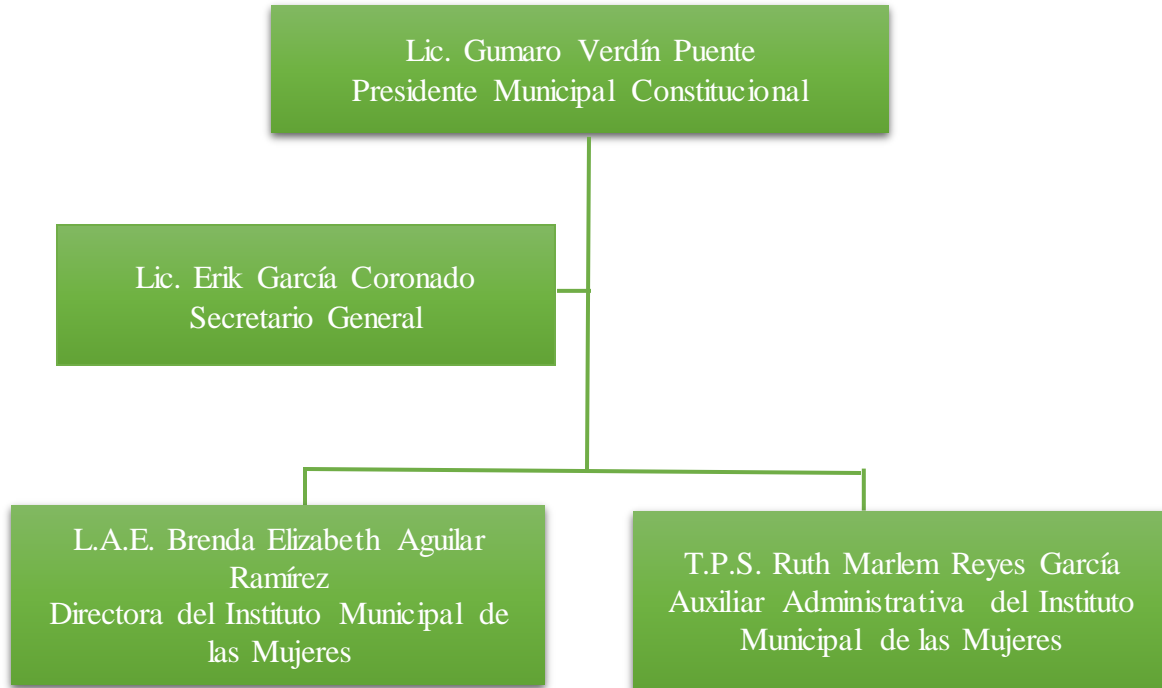 Lic. Gumaro Verdín Puente
Presidente Municipal Constitucional
Lic. Erik García Coronado
Secretario General
L.A.E. Brenda Elizabeth Aguilar
Ramírez
Directora del Instituto Municipal de
las Mujeres
T.P.S. Ruth Marlem Reyes García
Auxiliar Administrativa del Instituto
Municipal de las Mujeres